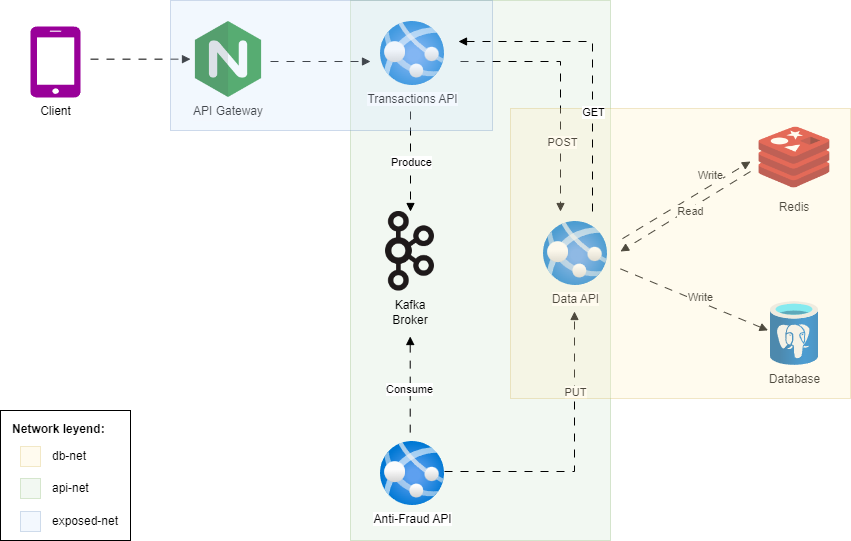 Client
API Gateway
Transactions API
GET
POST
Produce
Write
Read
Redis
Kafka
Broker
Data API
Write
Database
Consume
PUT
Anti-Fraud API
Network leyend:
db-net
api-net
exposed-net